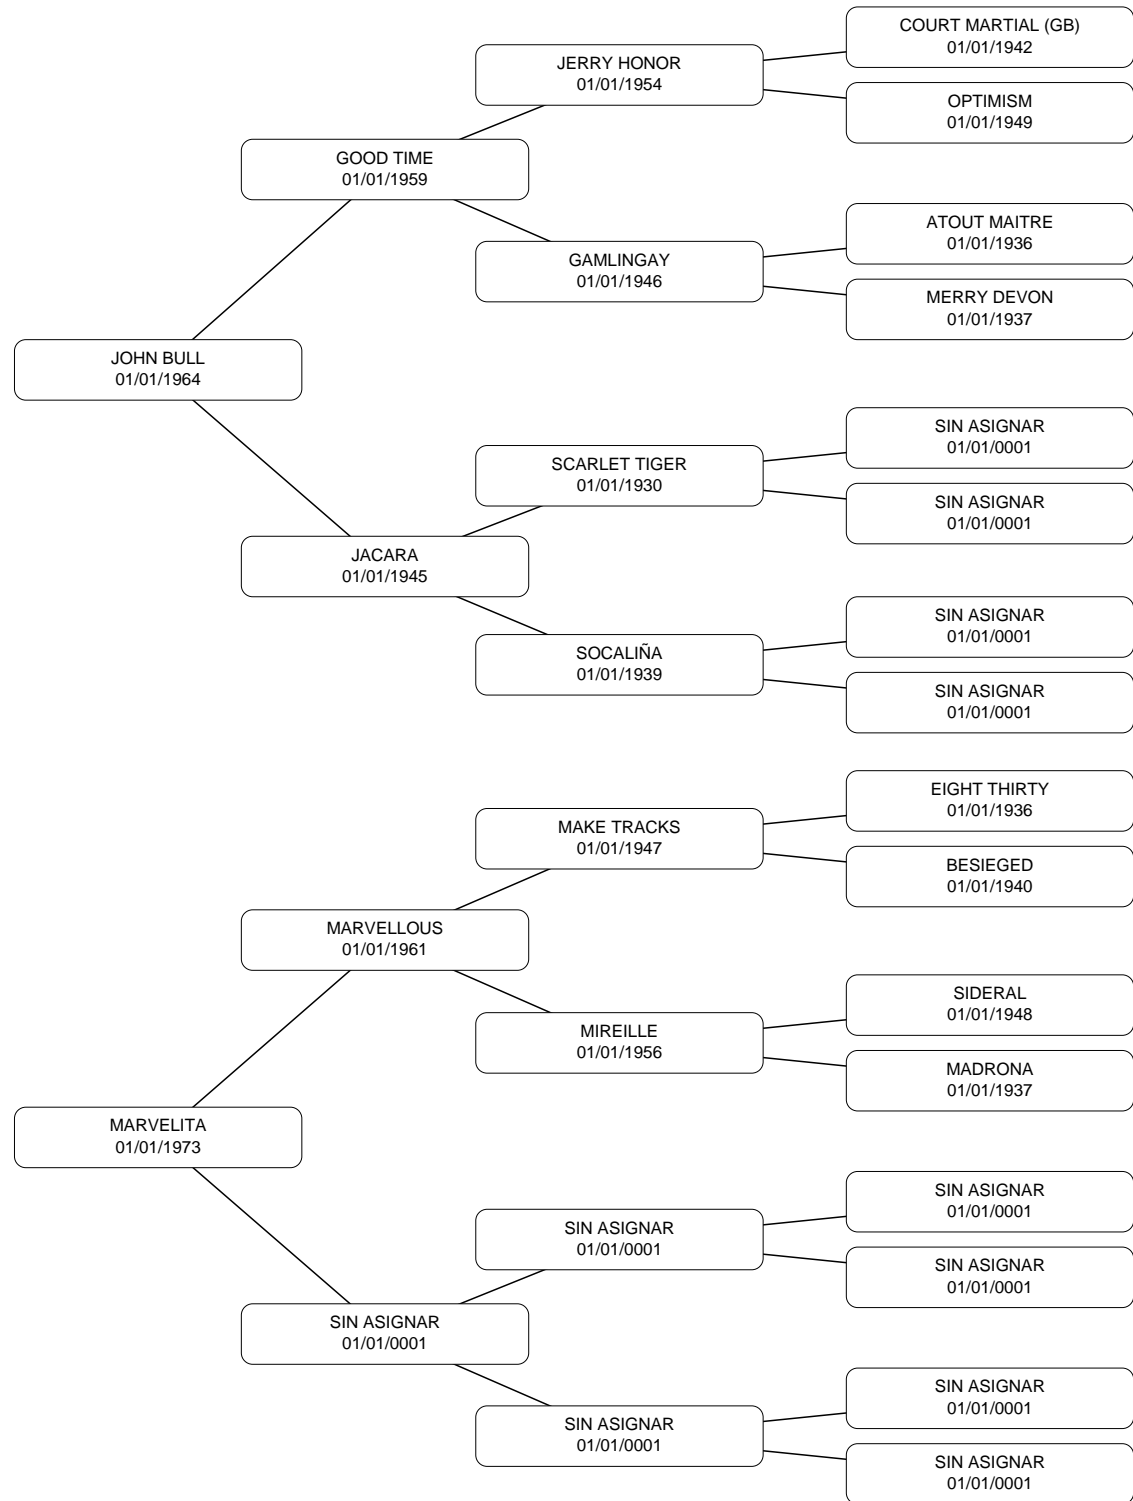 COURT MARTIAL (GB)
01/01/1942
JERRY HONOR
01/01/1954
OPTIMISM
01/01/1949
GOOD TIME
01/01/1959
ATOUT MAITRE
01/01/1936
GAMLINGAY
01/01/1946
MERRY DEVON
01/01/1937
JOHN BULL
01/01/1964
SIN ASIGNAR
01/01/0001
SCARLET TIGER
01/01/1930
SIN ASIGNAR
01/01/0001
JACARA
01/01/1945
SIN ASIGNAR
01/01/0001
SOCALIÑA
01/01/1939
SIN ASIGNAR
01/01/0001
EIGHT THIRTY
01/01/1936
MAKE TRACKS
01/01/1947
BESIEGED
01/01/1940
MARVELLOUS
01/01/1961
SIDERAL
01/01/1948
MIREILLE
01/01/1956
MADRONA
01/01/1937
MARVELITA
01/01/1973
SIN ASIGNAR
01/01/0001
SIN ASIGNAR
01/01/0001
SIN ASIGNAR
01/01/0001
SIN ASIGNAR
01/01/0001
SIN ASIGNAR
01/01/0001
SIN ASIGNAR
01/01/0001
SIN ASIGNAR
01/01/0001